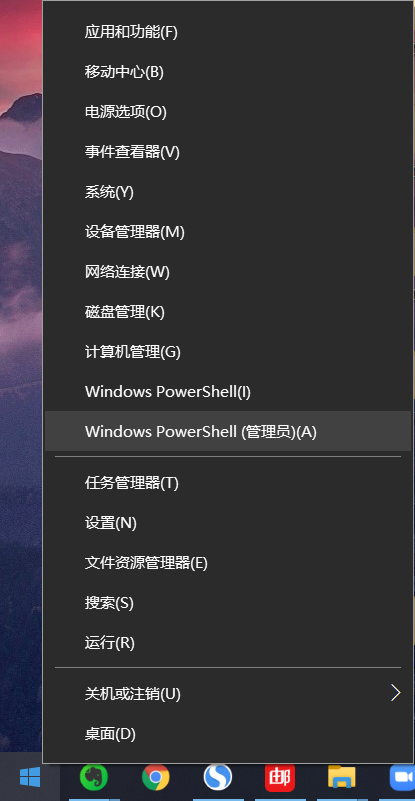 应用和功能(F)
移动中心(B)
电源选项(O)
事件查看器(V)
系统(Y)
设备管理器(M)
网络连接(W)
磁盘管理(K)
计算机管理(G)
Windows PowerShell(I)
Windows PowerShell (管理员)(A)
任务管理器(T)
设置(N)
文件资源管理器(E)
搜索(S)
运行(R)
关机或注销(U)
桌面(D)
邮